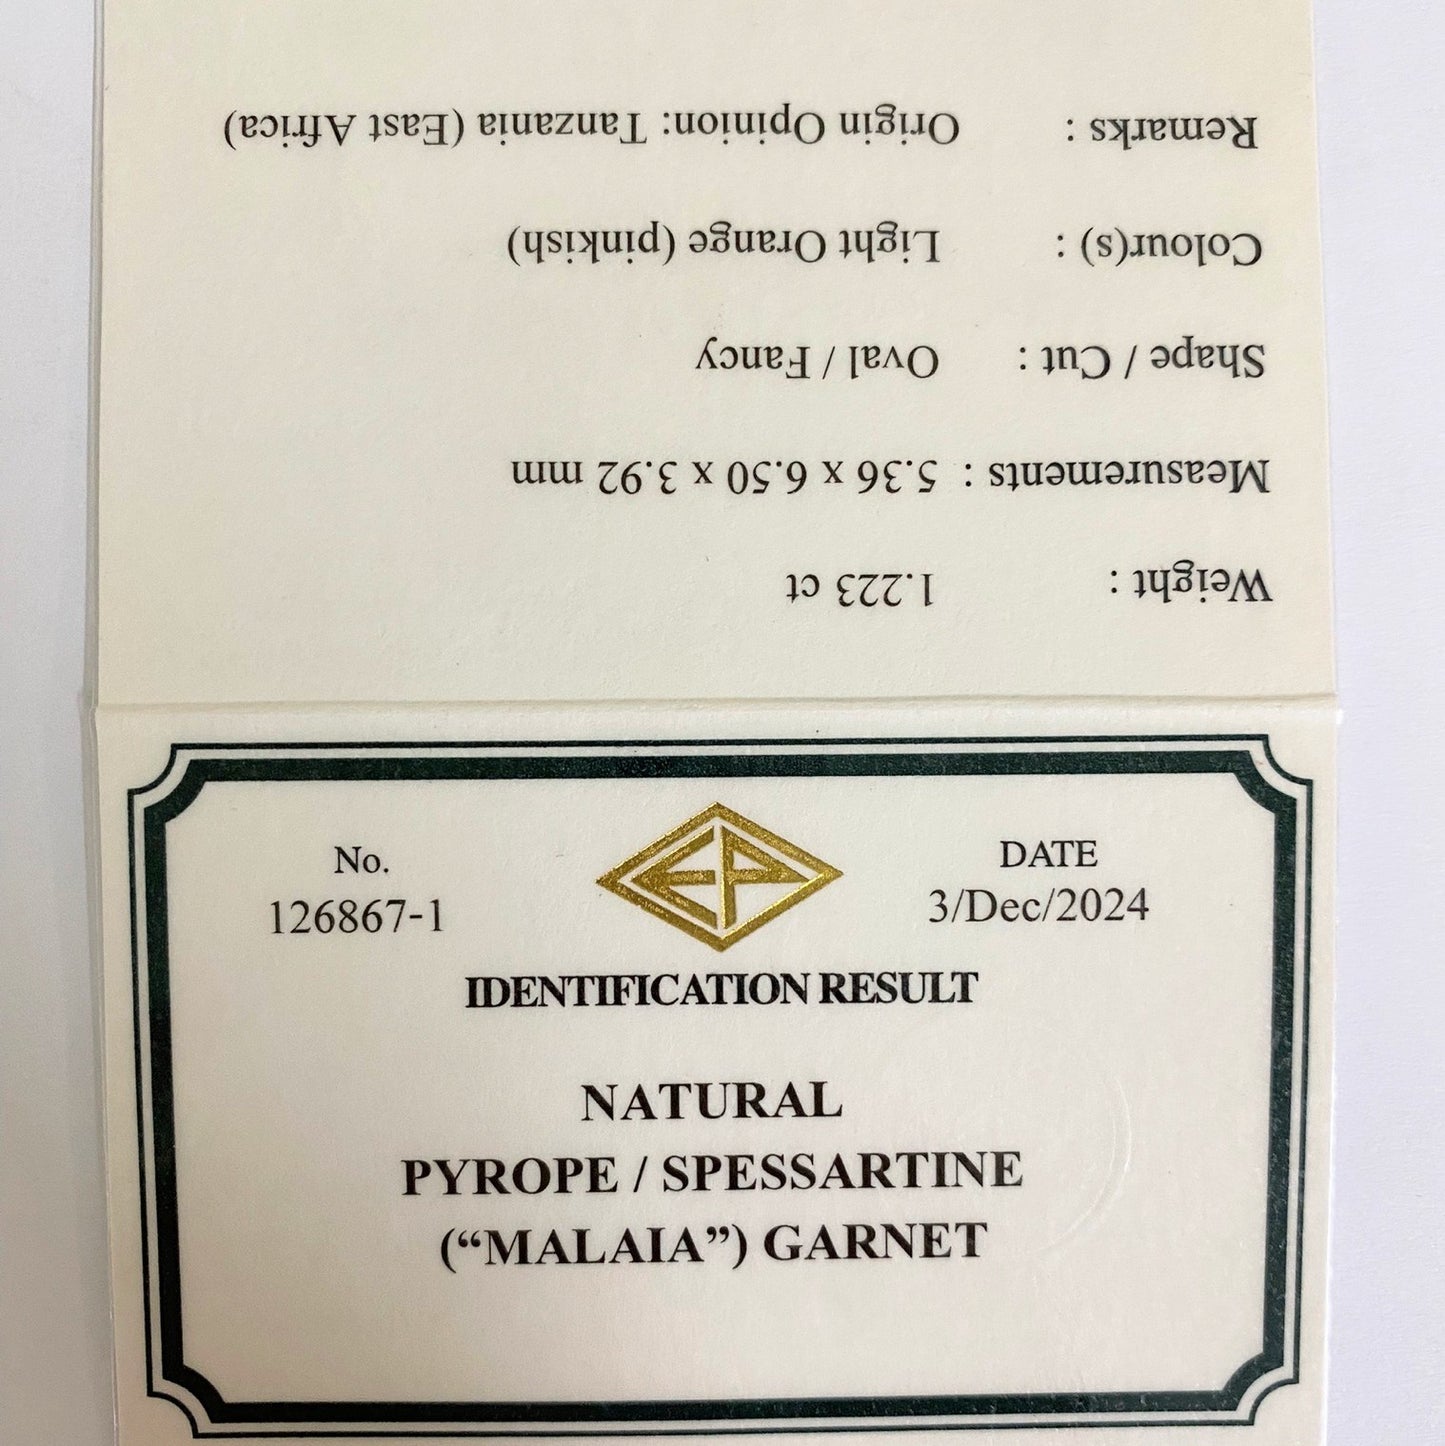 No.
126867-1
EP
DATE
3/Dec/2024
IDENTIFICATION RESULT
NATURAL
PYROPE / SPESSARTINE
(“MALAIA”) GARNET
Weight : 1.223 ct
Measurements : 5.36 x 6.50 x 3.92 mm
Shape / Cut : Oval / Fancy
Colour(s) : Light Orange (pinkish)
Remarks : Origin Opinion: Tanzania (East Africa)